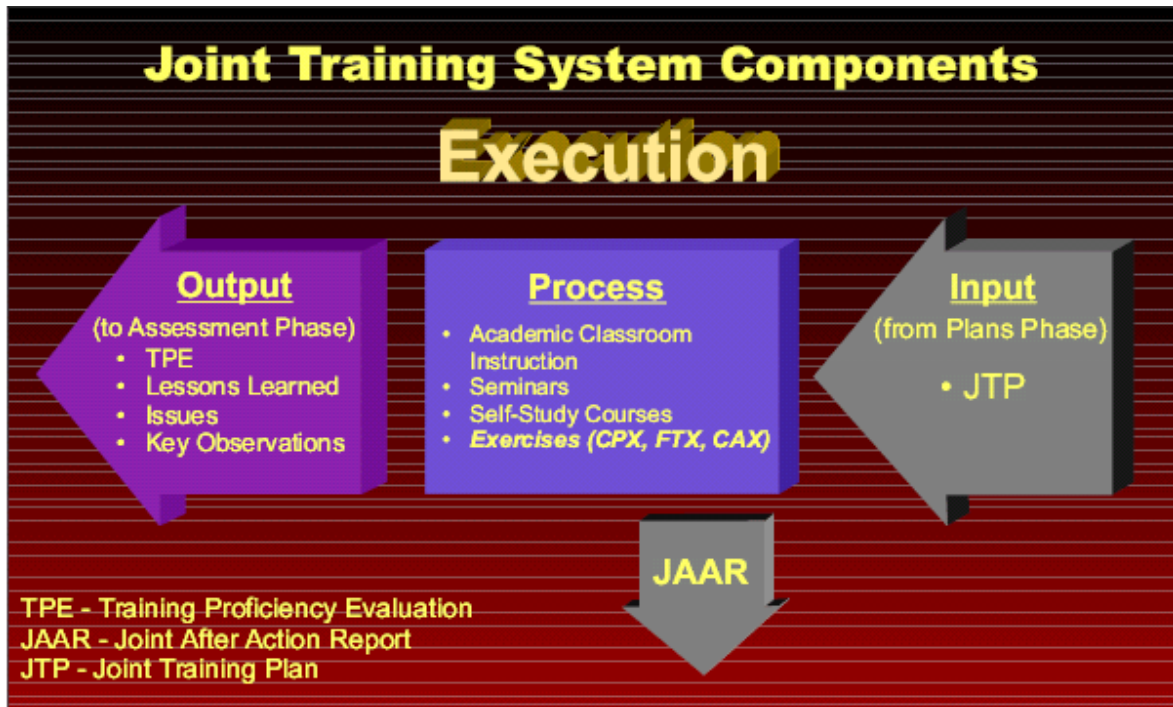 Joint Training System Components
Execution
Output
(to Assessment Phase)
• TPE
• Lessons Learned
• Issues
• Key Observations
Process
• Academic Classroom
Instruction
• Seminars
• Self-Study Courses
• Exercises (CPX, FTX, CAX)
Input
(from Plans Phase)
• JTP
JAAR
TPE - Training Proficiency Evaluation
JAAR - Joint After Action Report
JTP - Joint Training Plan